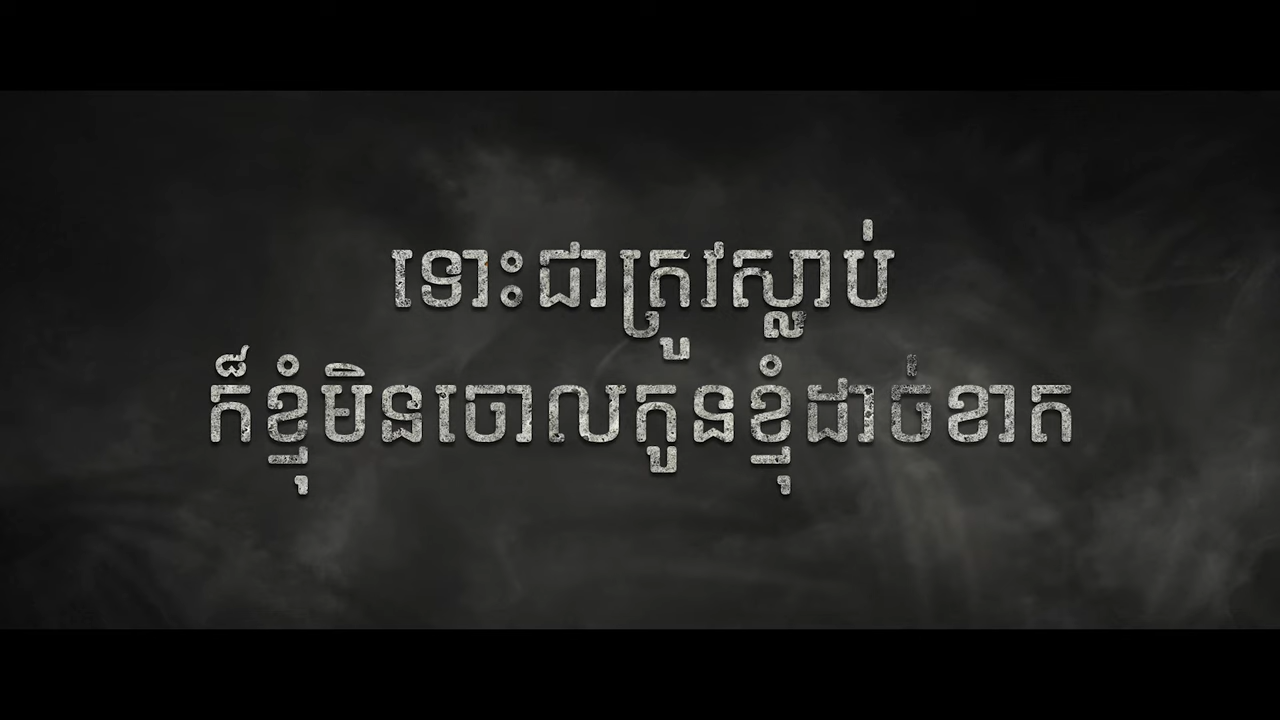 ទោះជាត្រូវស្លាប់
ក៏ខ្ញុំមិនចោលកូនខ្ញុំដាច់ខាត